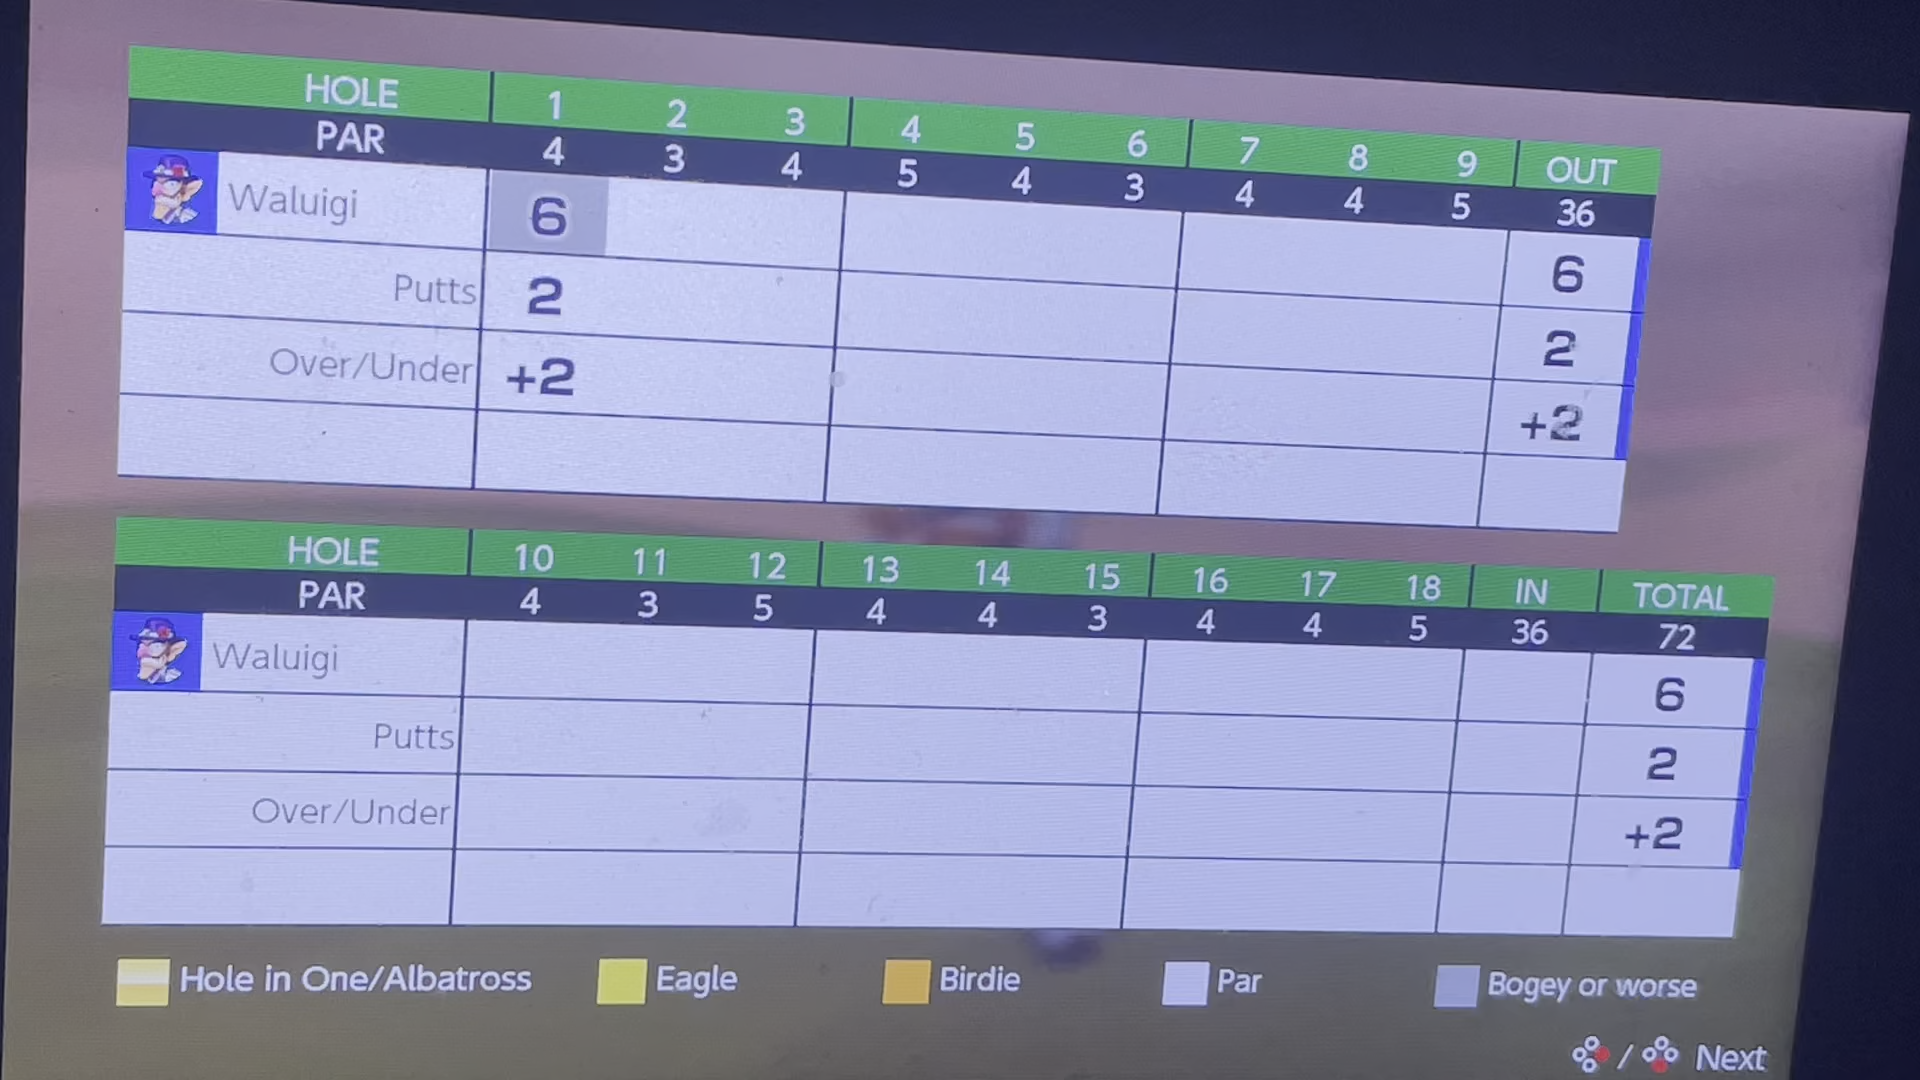 HOLE 1 2 3 4 5 6 7 8 9 OUT
PAR 4 3 4 5 4 3 4 4 5 36
Waluigi 6 6
Putts 2 2
Over/Under +2 +2
HOLE 10 11 12 13 14 15 16 17 18 IN TOTAL
PAR 4 3 5 4 4 3 4 4 5 36 72
Waluigi 6
Putts 2
Over/Under +2
Hole in One/Albatross Eagle Birdie Par Bogey or worse
/ Next